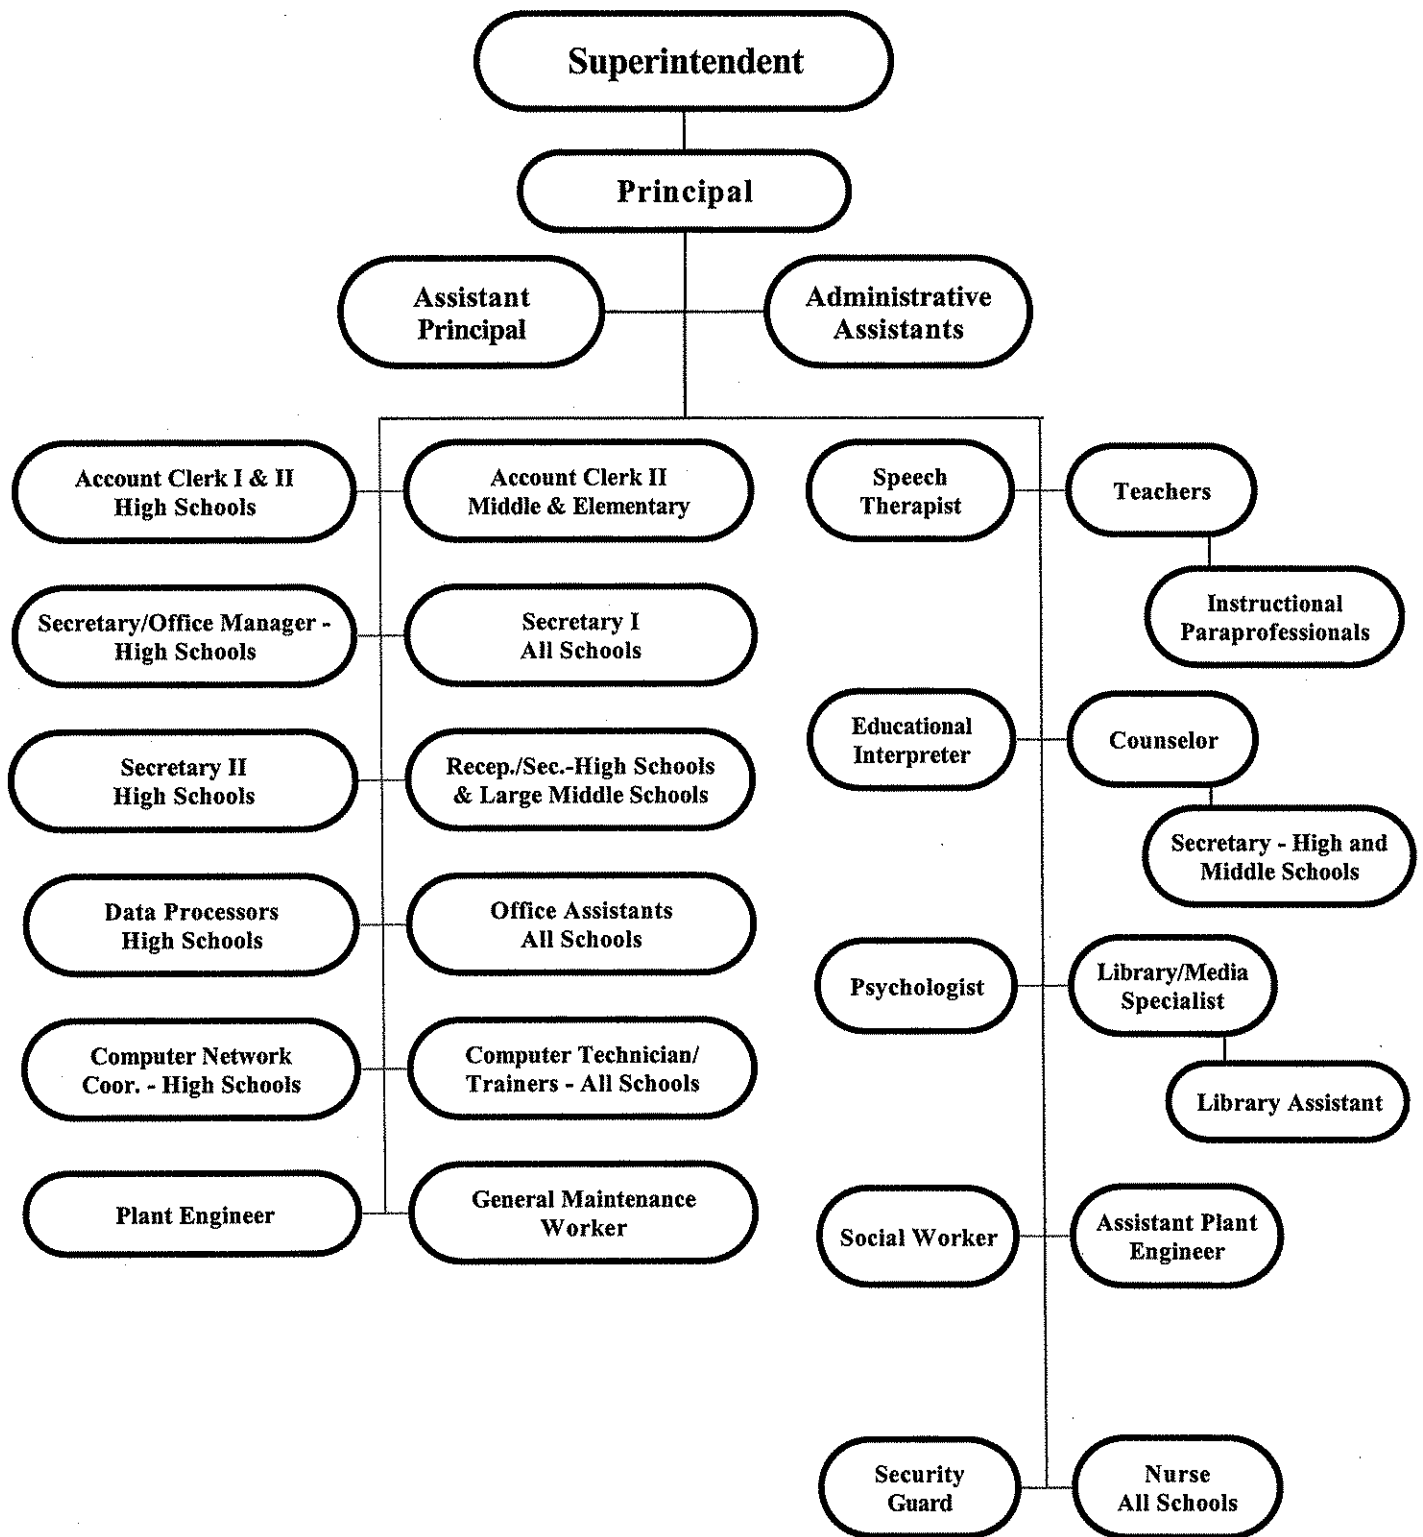 Superintendent
Principal
Assistant
Principal
Administrative
Assistants
Account Clerk I & II
High Schools
Account Clerk II
Middle & Elementary
Speech
Therapist
Teachers
Instructional
Paraprofessionals
Secretary/Office Manager -
High Schools
Secretary I
All Schools
Educational
Interpreter
Counselor
Secretary II
High Schools
Recep./Sec.-High Schools
& Large Middle Schools
Secretary - High and
Middle Schools
Data Processors
High Schools
Office Assistants
All Schools
Psychologist
Library/Media
Specialist
Computer Network
Coor. - High Schools
Computer Technician/
Trainers - All Schools
Library Assistant
Plant Engineer
General Maintenance
Worker
Social Worker
Assistant Plant
Engineer
Security
Guard
Nurse
All Schools